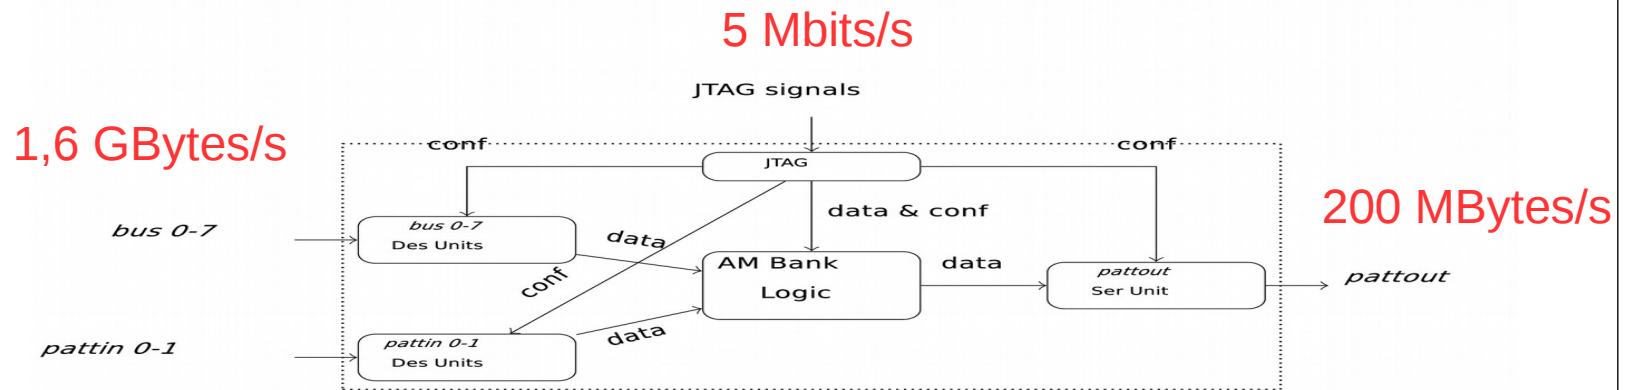 5 Mbits/s
JTAG signals
1,6 GBytes/s
conf
conf
JTAG
200 MBytes/s
bus 0-7
bus 0-7
Des Units
data
data & conf
conf
AM Bank
Logic
data
pattout
Ser Unit
pattout
pattin 0-1
pattin 0-1
Des Units
data